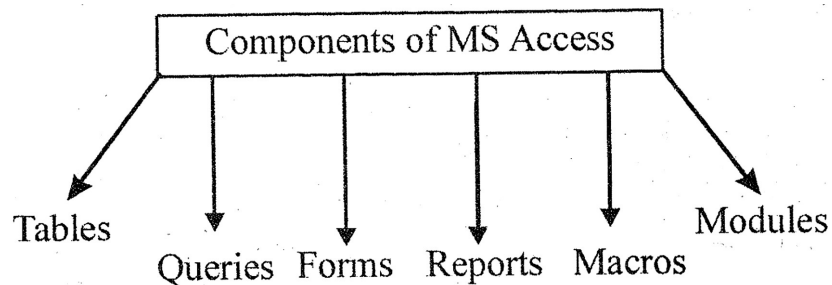 Components of MS Access
Tables
Queries
Forms
Reports
Macros
Modules